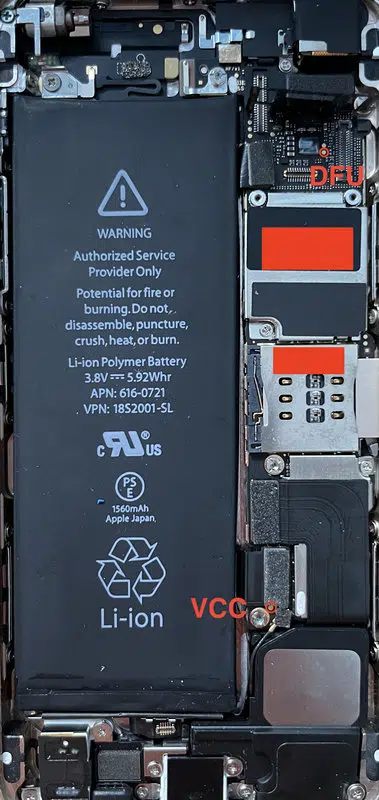 DFU
WARNING
Authorized Service
Provider Only
Potential for fire or
burning. Do not
disassemble, puncture,
crush, heat, or burn.
Li-ion Polymer Battery
3.8V⎓5.92Whr
APN: 616-0721
VPN: 18S2001-SL
c RU® US
PS
E
1560mAh
Apple Japan
Li-ion
VCC